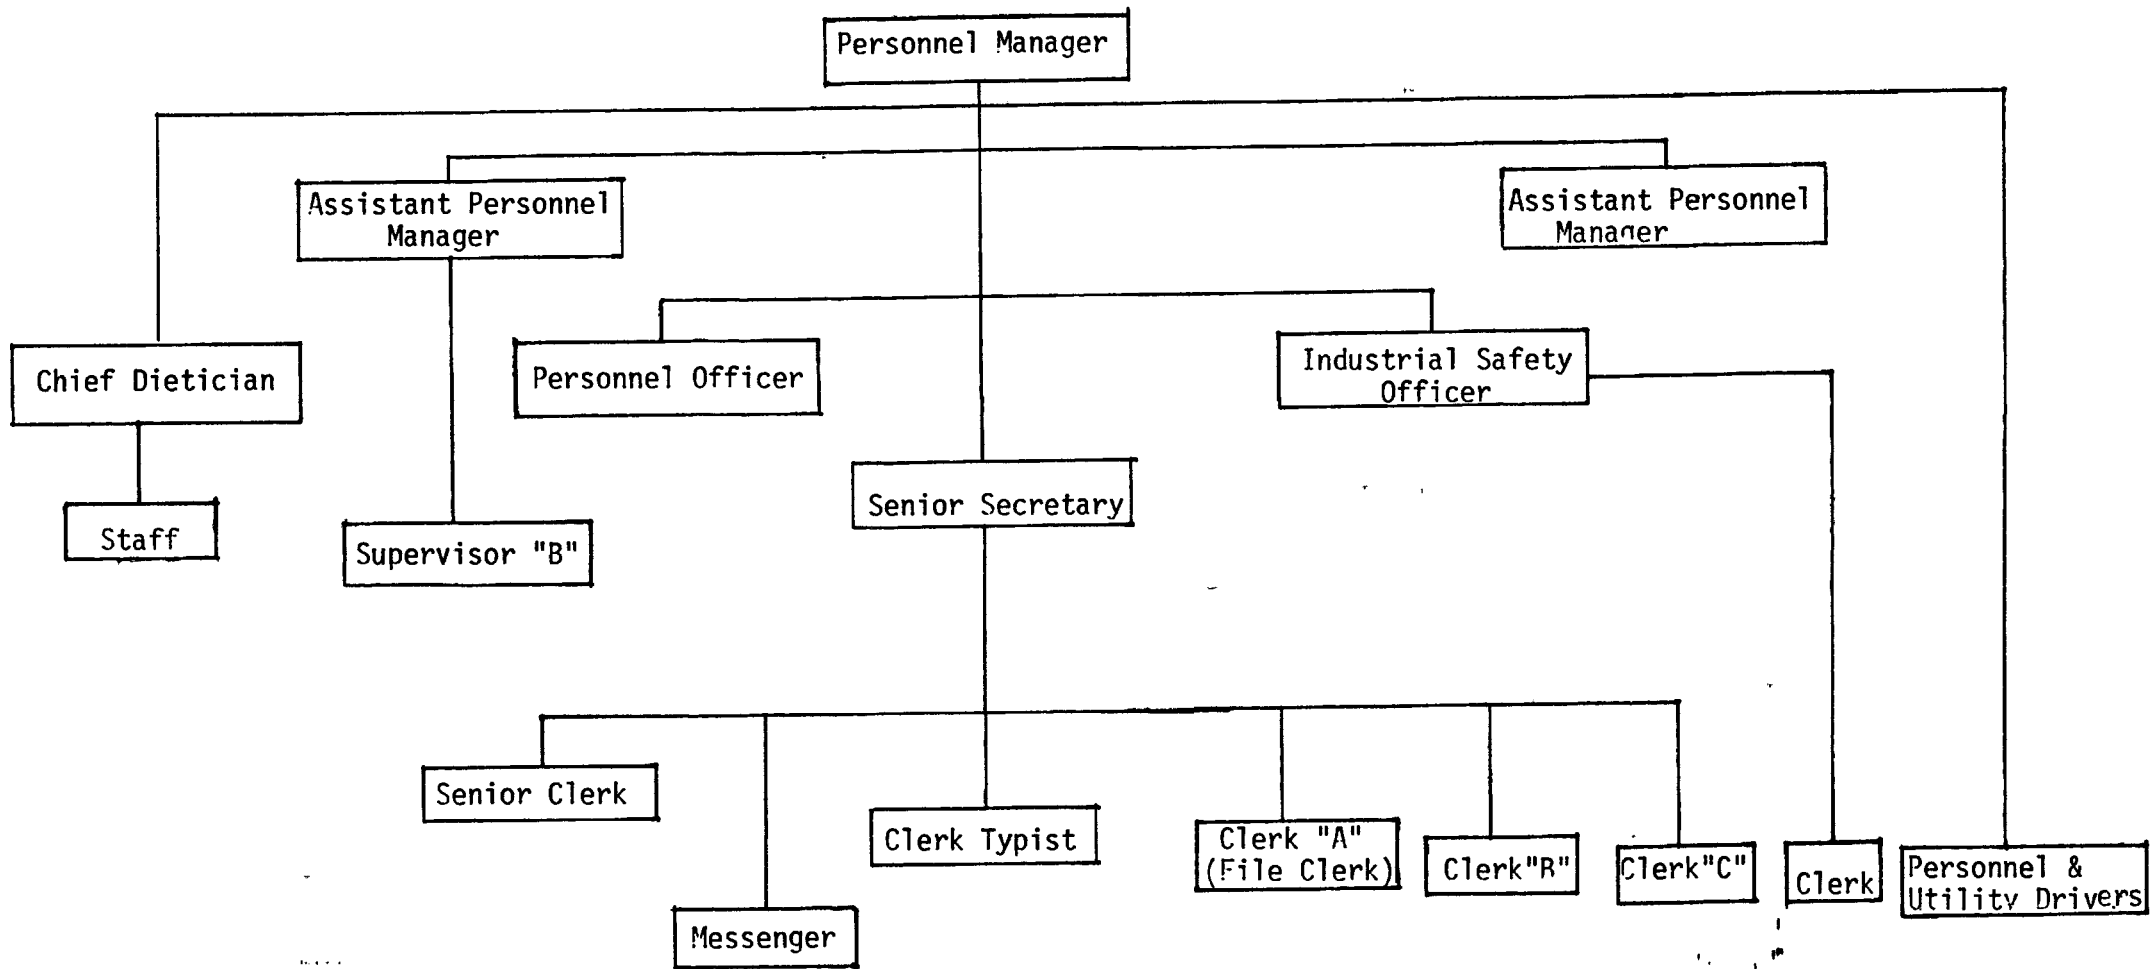 Personnel Manager
Assistant Personnel
Manager
Assistant Personnel
Manager
Chief Dietician
Personnel Officer
Industrial Safety
Officer
Staff
Supervisor "B"
Senior Secretary
Senior Clerk
Messenger
Clerk Typist
Clerk "A"
(File Clerk)
Clerk"B"
Clerk"C"
Clerk
Personnel &
Utility Drivers